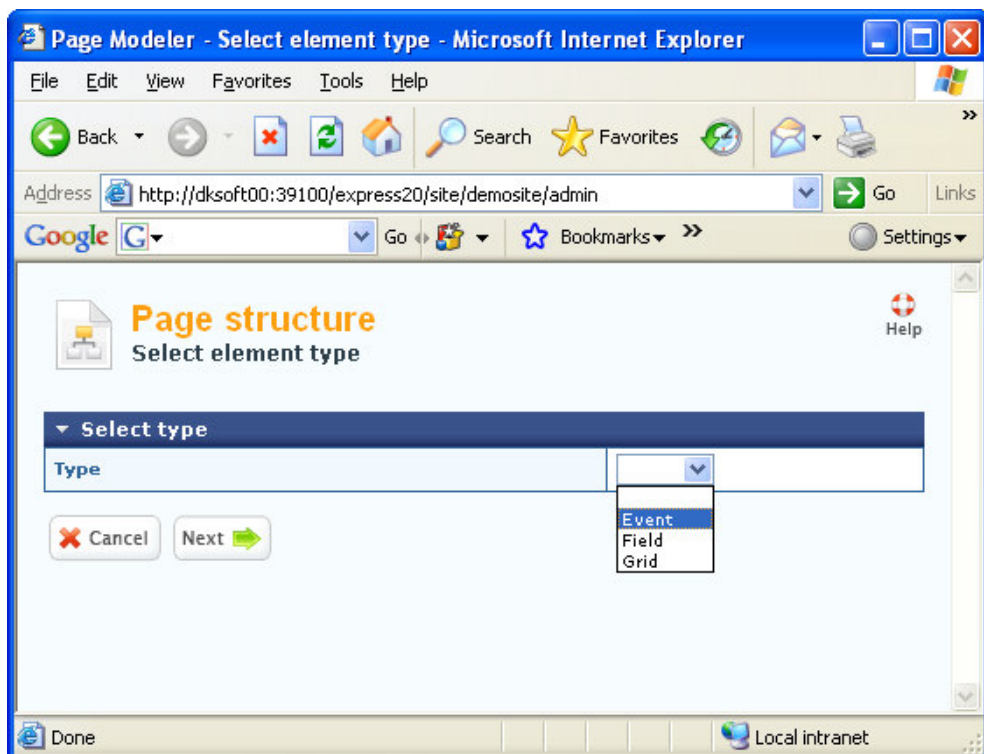 Page Modeler - Select element type - Microsoft Internet Explorer
File Edit View Favorites Tools Help
Back Search Favorites »
Address http://dksoft00:39100/express20/site/demosite/admin Go Links
Google G Go Bookmarks » Settings
Page structure
Help
Select element type
Select type
Type
Event
Cancel Next
Field
Grid
Done Local intranet